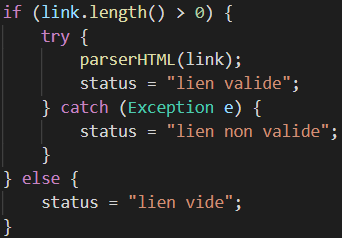 if (link.length() > 0) {
    try {
        parserHTML(link);
        status = "lien valide";
    } catch (Exception e) {
        status = "lien non valide";
    }
} else {
    status = "lien vide";
}